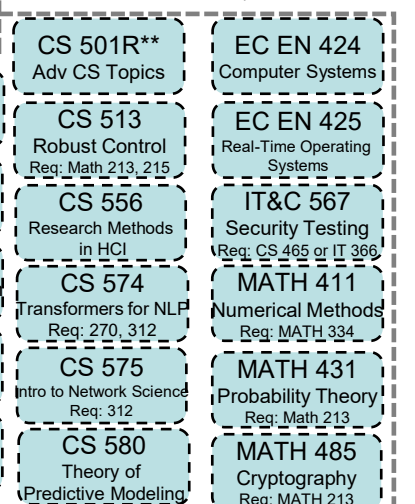 CS 501R**
Adv CS Topics
CS 513
Robust Control
Req: Math 213, 215
CS 556
Research Methods
in HCI
CS 574
Transformers for NLP
Req: 270, 312
CS 575
Intro to Network Science
Req: 312
CS 580
Theory of
Predictive Modeling
EC EN 424
Computer Systems
EC EN 425
Real-Time Operating
Systems
IT&C 567
Security Testing
Req: CS 465 or IT 366
MATH 411
Numerical Methods
Req: MATH 334
MATH 431
Probability Theory
Req: Math 213
MATH 485
Cryptography
Req: MATH 213